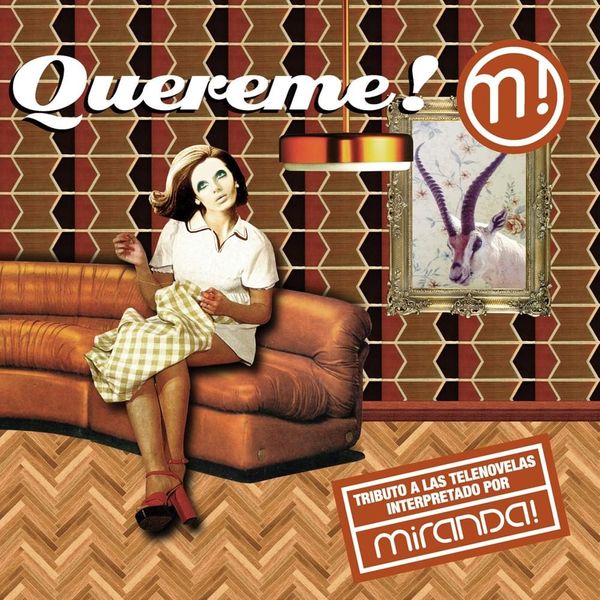 Quereme!
m!
TRIBUTO A LAS TELENOVELAS
INTERPRETADO POR
miranda!